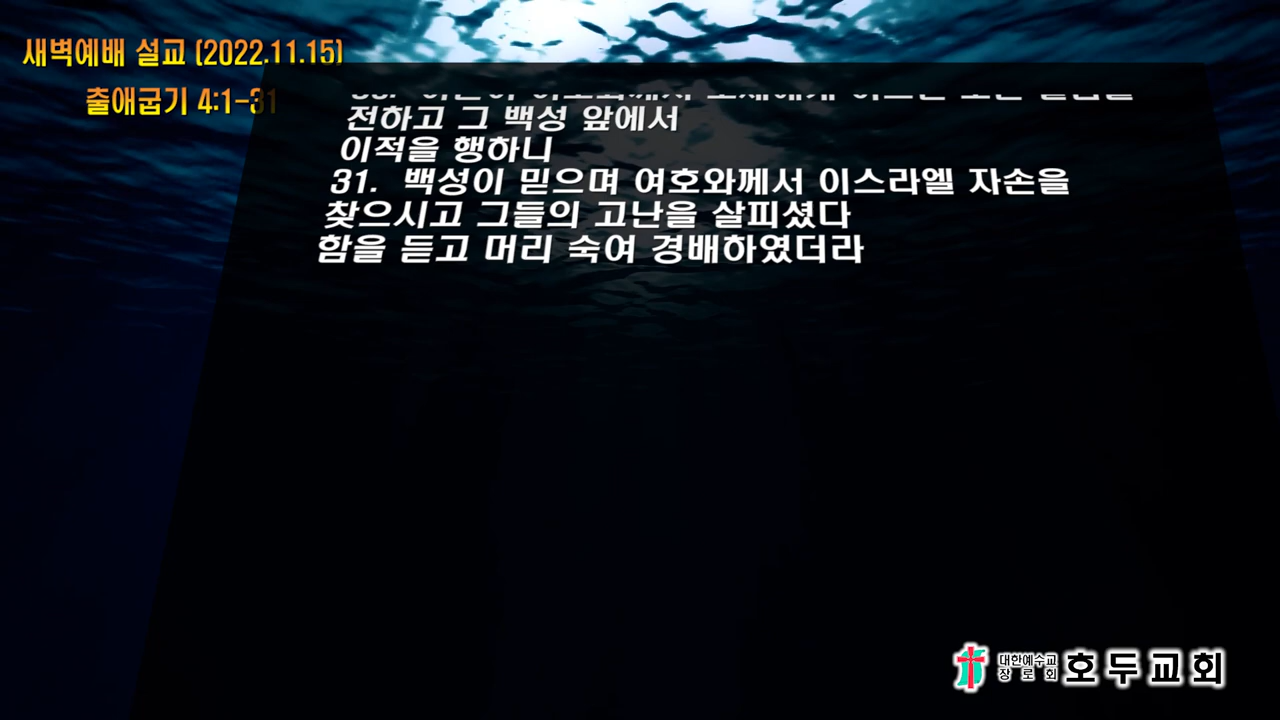 새벽예배 설교 (2022.11.15)
출애굽기 4:1-31
전하고 그 백성 앞에서
이적을 행하니
31. 백성이 믿으며 여호와께서 이스라엘 자손을
찾으시고 그들의 고난을 살피셨다
함을 듣고 머리 숙여 경배하였더라
대한예수교
장로회
호두교회